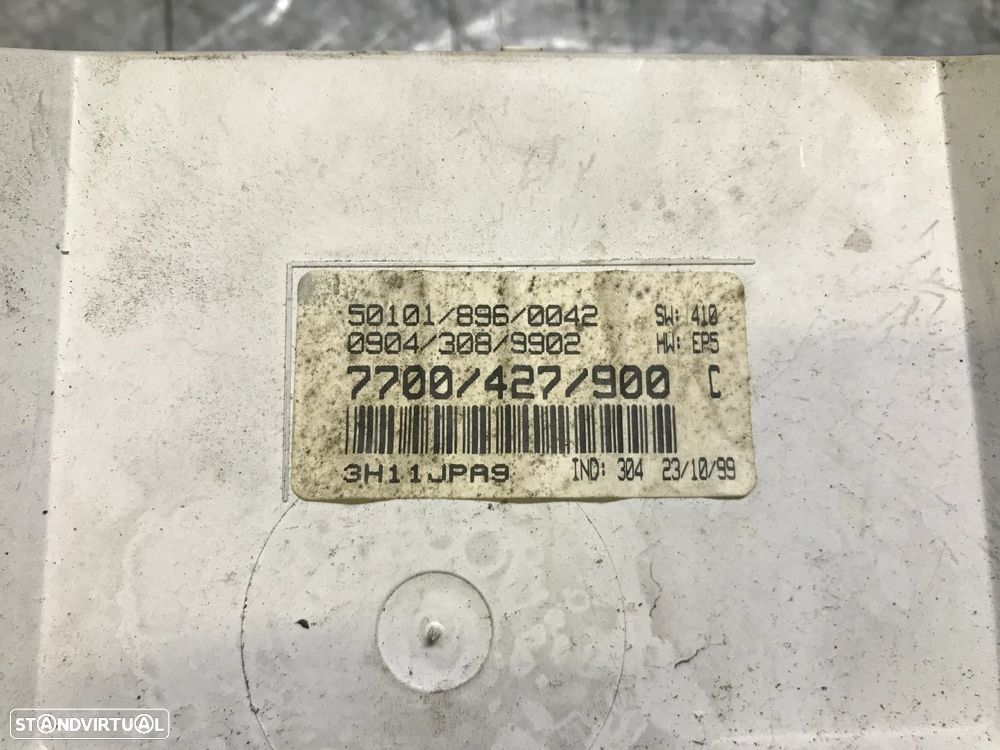 50101/896/0042 SW: 410
0904/308/9902 HW: EP5
7700/427/900 C
3H11JPA9 IND: 304 23/10/99
STANDVIRTUAL